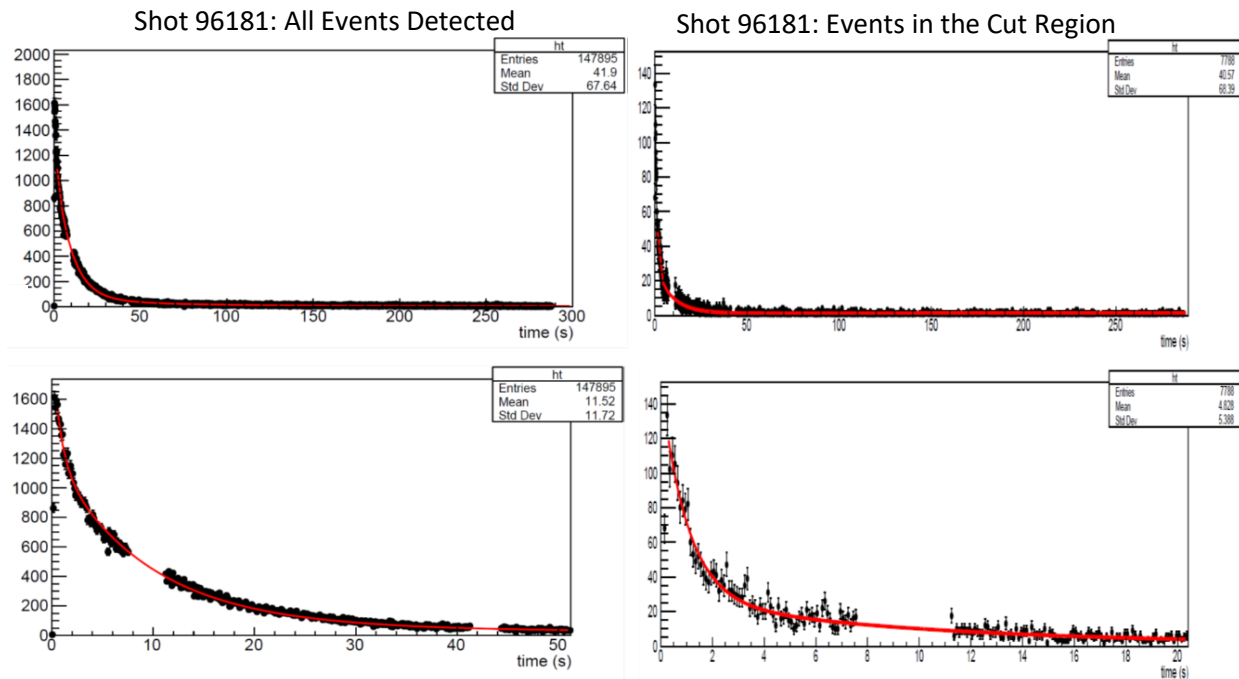 Shot 96181: All Events Detected
Shot 96181: Events in the Cut Region
ht
Entries 147895
Mean 41.9
Std Dev 67.64
2000
1800
1600
1400
1200
1000
800
600
400
200
0
0 50 100 150 200 250 300
time (s)
ht
Entries 7788
Mean 40.57
Std Dev 68.39
140
120
100
80
60
40
20
0
0 50 100 150 200 250
time (s)
ht
Entries 147895
Mean 11.52
Std Dev 11.72
1600
1400
1200
1000
800
600
400
200
0
0 10 20 30 40 50
time (s)
ht
Entries 7788
Mean 4.828
Std Dev 5.388
140
120
100
80
60
40
20
0
0 2 4 6 8 10 12 14 16 18 20
time (s)